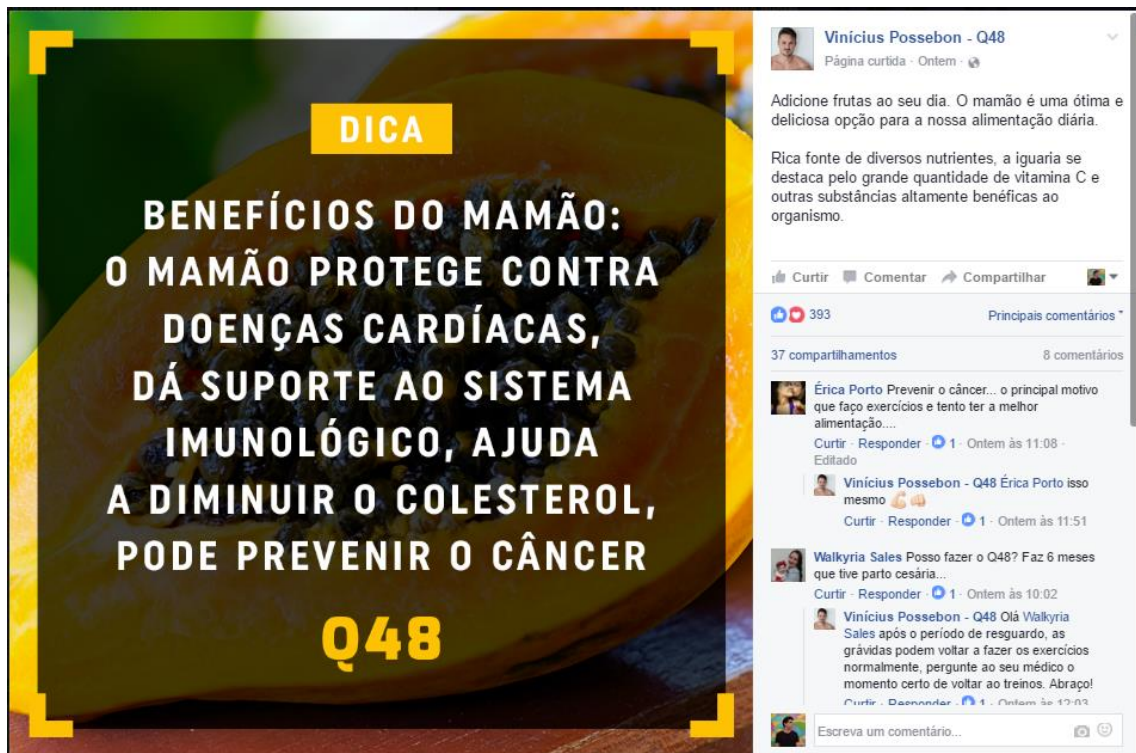 DICA
BENEFÍCIOS DO MAMÃO:
O MAMÃO PROTEGE CONTRA
DOENÇAS CARDÍACAS,
DÁ SUPORTE AO SISTEMA
IMUNOLÓGICO, AJUDA
A DIMINUIR O COLESTEROL,
PODE PREVENIR O CÂNCER
Q48
Vinícius Possebon - Q48
Página curtida · Ontem ·
Adicione frutas ao seu dia. O mamão é uma ótima e
deliciosa opção para a nossa alimentação diária.
Rica fonte de diversos nutrientes, a iguaria se
destaca pelo grande quantidade de vitamina C e
outras substâncias altamente benéficas ao
organismo.
Curtir Comentar Compartilhar
393 Principais comentários
37 compartilhamentos 8 comentários
Érica Porto Prevenir o câncer... o principal motivo
que faço exercícios e tento ter a melhor
alimentação....
Curtir · Responder · 1 · Ontem às 11:08 ·
Editado
Vinícius Possebon - Q48 Érica Porto isso
mesmo 💪🏻 👊🏻
Curtir · Responder · 1 · Ontem às 11:51
Walkyria Sales Posso fazer o Q48? Faz 6 meses
que tive parto cesária...
Curtir · Responder · 1 · Ontem às 10:02
Vinícius Possebon - Q48 Olá Walkyria
Sales após o período de resguardo, as
grávidas podem voltar a fazer os exercícios
normalmente, pergunte ao seu médico o
momento certo de voltar ao treinos. Abraço!
Curtir · Responder · 1 · Ontem às 12:03
Escreva um comentário...